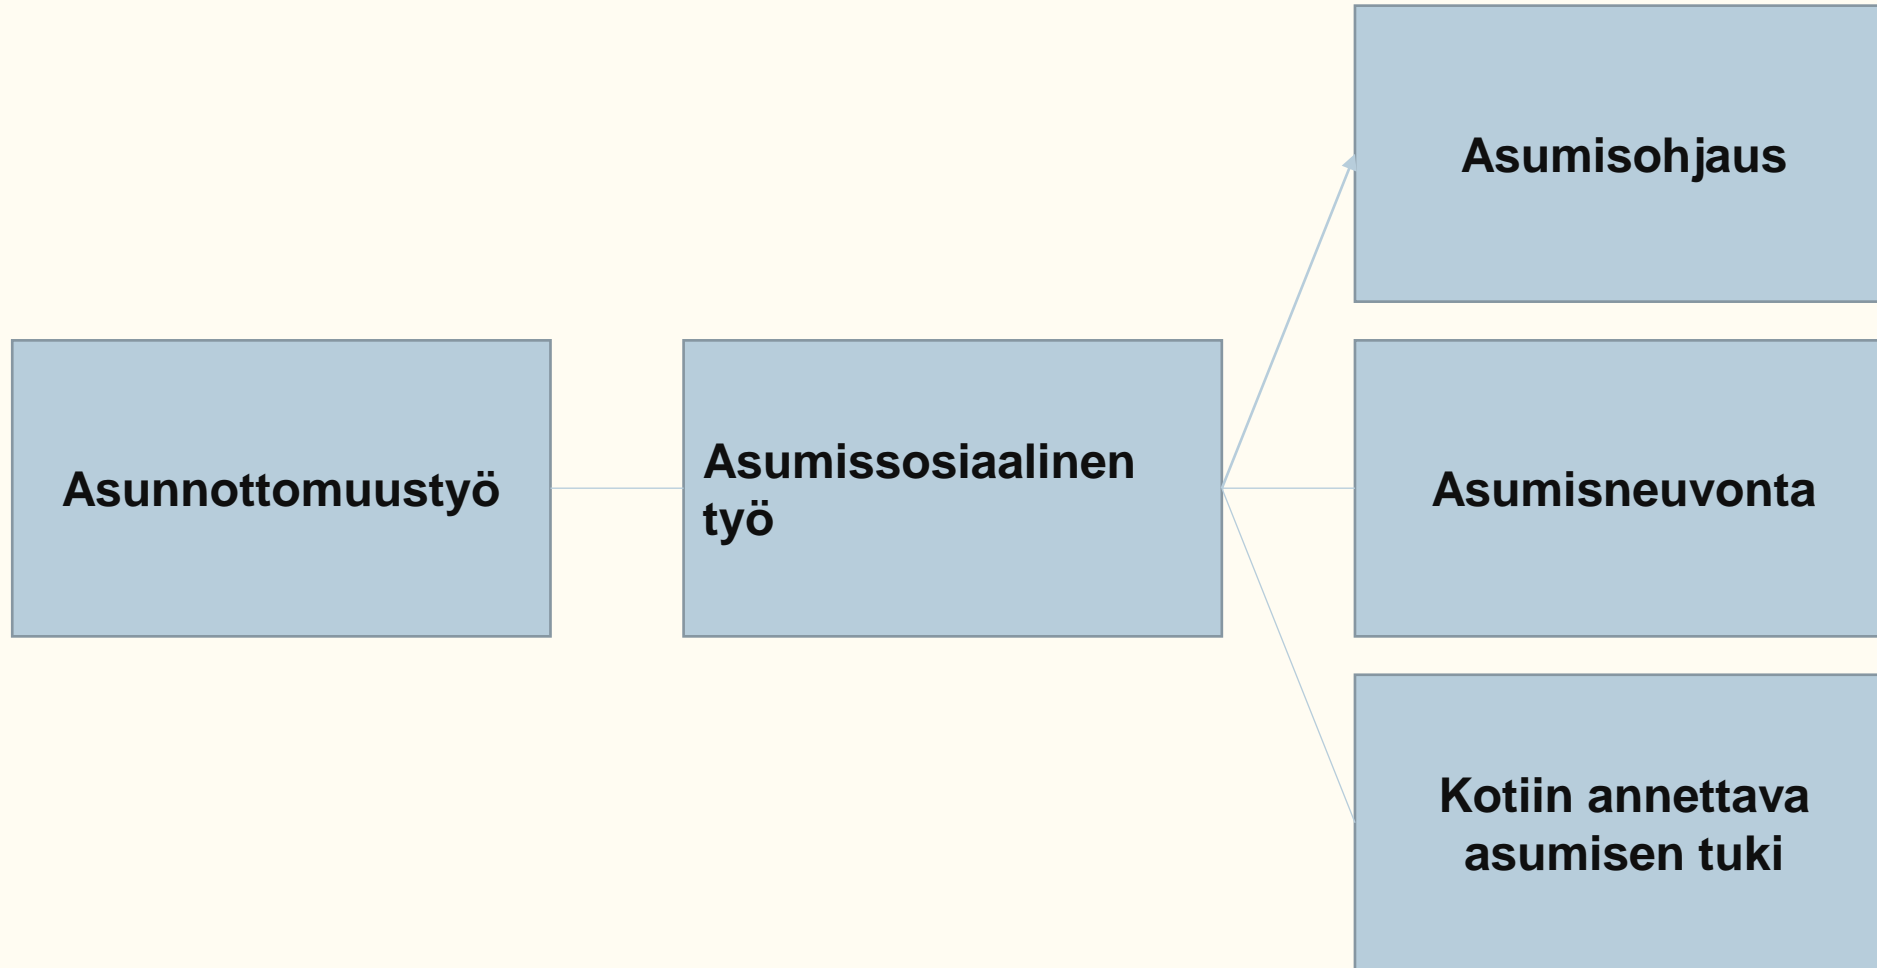 Asunnottomuustyö
Asumissosiaalinen
työ
Asumisohjaus
Asumisneuvonta
Kotiin annettava
asumisen tuki